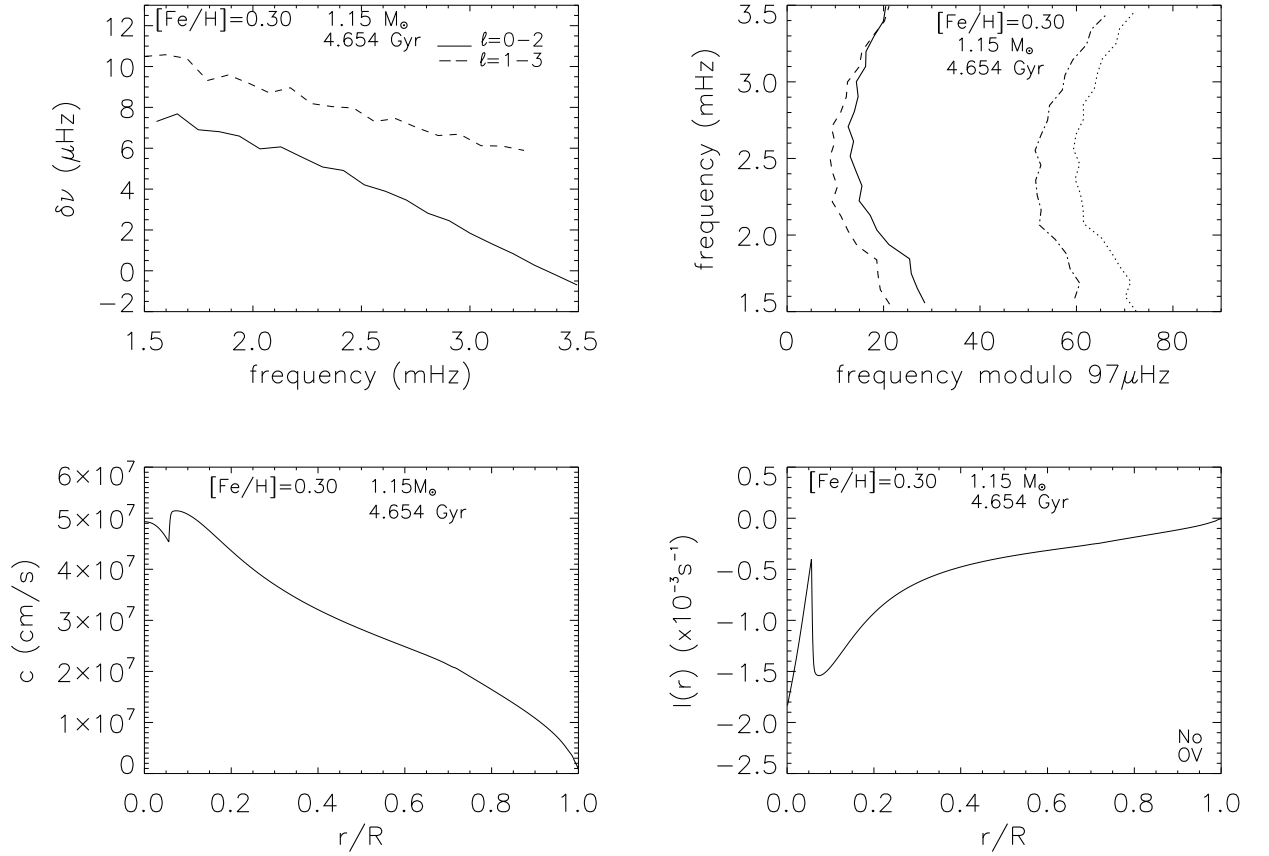 [Fe/H]=0.30 1.15 M⊙
4.654 Gyr
ℓ=0−2
ℓ=1−3
12
10
8
6
4
2
0
−2
δν (μHz)
1.5 2.0 2.5 3.0 3.5
frequency (mHz)
[Fe/H]=0.30
1.15 M⊙
4.654 Gyr
3.5
3.0
2.5
2.0
1.5
frequency (mHz)
0 20 40 60 80
frequency modulo 97μHz
[Fe/H]=0.30 1.15M⊙
4.654 Gyr
6×10⁷
5×10⁷
4×10⁷
3×10⁷
2×10⁷
1×10⁷
0
c (cm/s)
0.0 0.2 0.4 0.6 0.8 1.0
r/R
[Fe/H]=0.30 1.15 M⊙
4.654 Gyr
0.5
0.0
−0.5
−1.0
−1.5
−2.0
−2.5
I(r) (x10⁻³s⁻¹)
No
OV
0.0 0.2 0.4 0.6 0.8 1.0
r/R